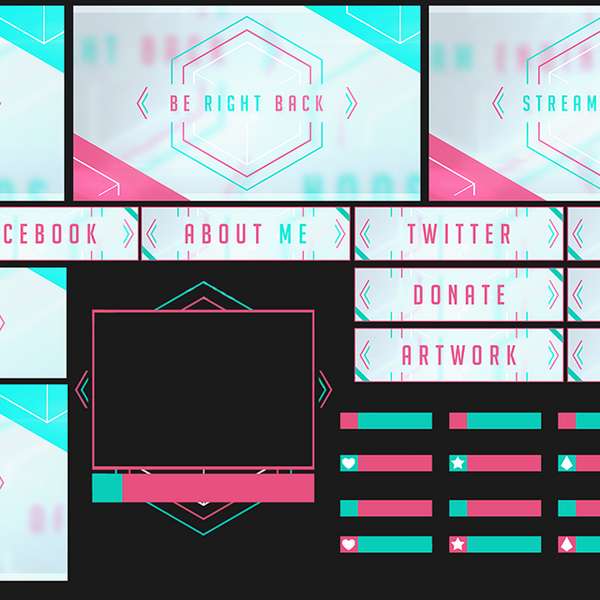 BE RIGHT BACK
STREAM
CEBOOK
ABOUT ME
TWITTER
DONATE
ARTWORK